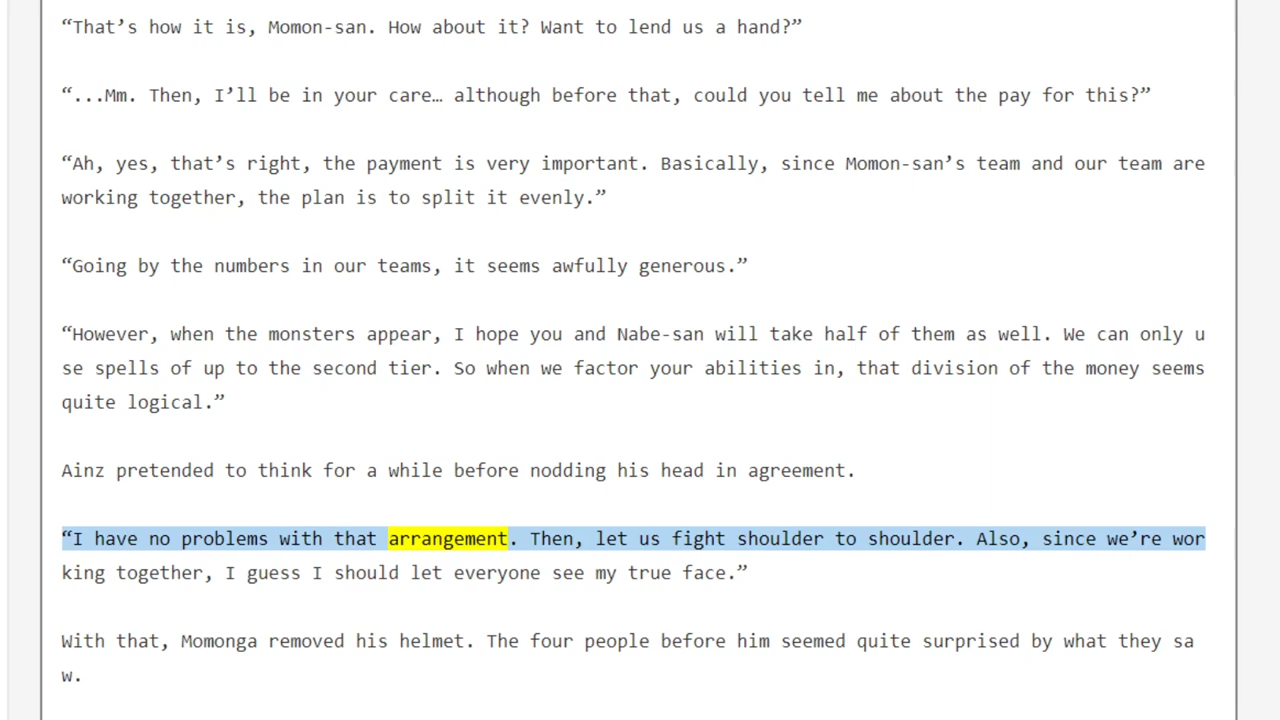 “That’s how it is, Momon-san. How about it? Want to lend us a hand?”
“...Mm. Then, I’ll be in your care… although before that, could you tell me about the pay for this?”
“Ah, yes, that’s right, the payment is very important. Basically, since Momon-san’s team and our team are
working together, the plan is to split it evenly.”
“Going by the numbers in our teams, it seems awfully generous.”
“However, when the monsters appear, I hope you and Nabe-san will take half of them as well. We can only u
se spells of up to the second tier. So when we factor your abilities in, that division of the money seems
quite logical.”
Ainz pretended to think for a while before nodding his head in agreement.
“I have no problems with that arrangement. Then, let us fight shoulder to shoulder. Also, since we’re wor
king together, I guess I should let everyone see my true face.”
With that, Momonga removed his helmet. The four people before him seemed quite surprised by what they sa
w.